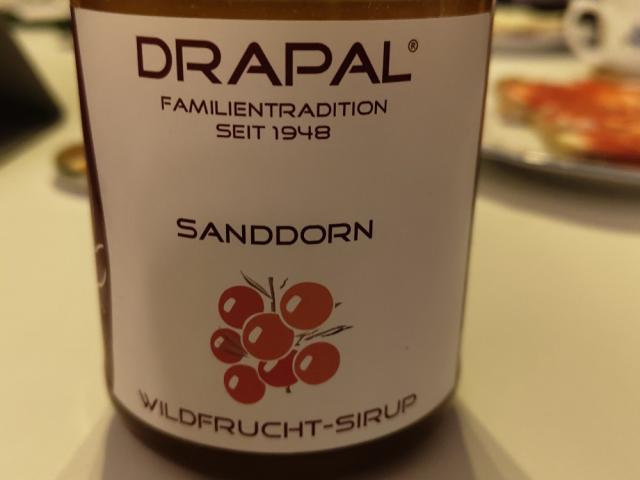 DRAPAL®
FAMILIENTRADITION
SEIT 1948
SANDDORN
WILDFRUCHT-SIRUP